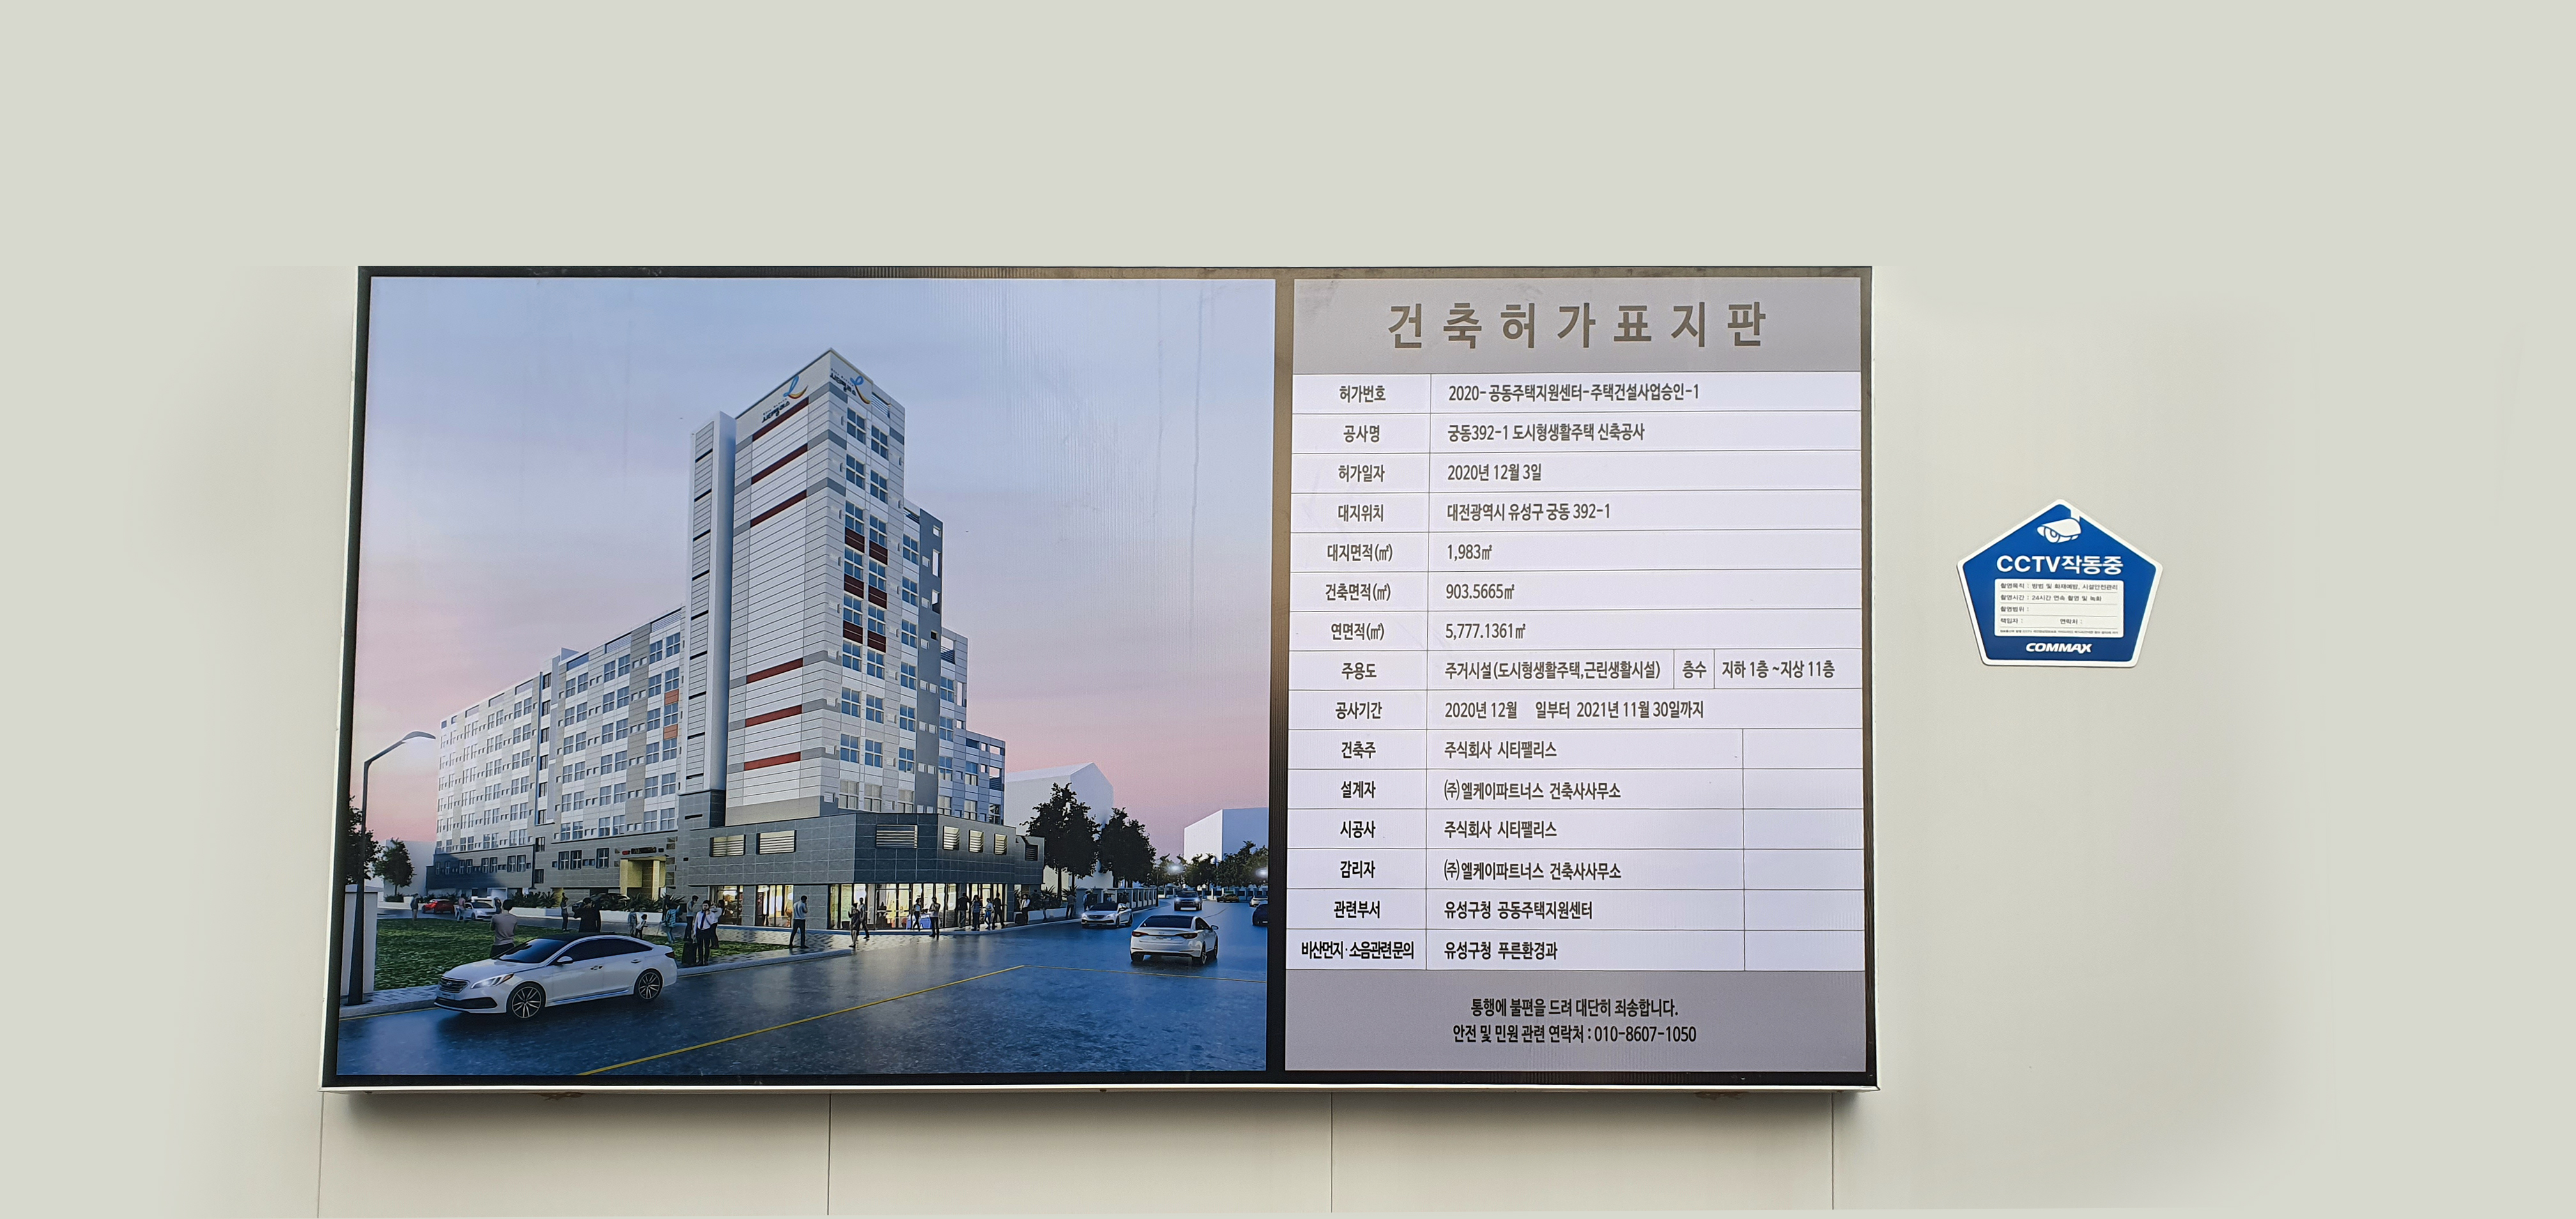 건축허가표지판
허가번호 2020-공동주택지원센터-주택건설사업승인-1
공사명 궁동392-1 도시형생활주택 신축공사
허가일자 2020년 12월 3일
대지위치 대전광역시 유성구 궁동 392-1
대지면적(㎡) 1,983㎡
건축면적(㎡) 903.5665㎡
연면적(㎡) 5,777.1361㎡
주용도 주거시설(도시형생활주택,근린생활시설) 층수 지하 1층 ~지상 11층
공사기간 2020년 12월 일부터 2021년 11월 30일까지
건축주 주식회사 시티팰리스
설계자 ㈜엘케이파트너스 건축사사무소
시공사 주식회사 시티팰리스
감리자 ㈜엘케이파트너스 건축사사무소
관련부서 유성구청 공동주택지원센터
비산먼지·소음관련문의 유성구청 푸른환경과
통행에 불편을 드려 대단히 죄송합니다.
안전 및 민원 관련 연락처 : 010-8607-1050
CCTV작동중
촬영목적 : 방범 및 화재예방, 시설안전관리
촬영시간 : 24시간 연속 촬영 및 녹화
촬영범위 :
책임자 : 연락처 :
COMMAX